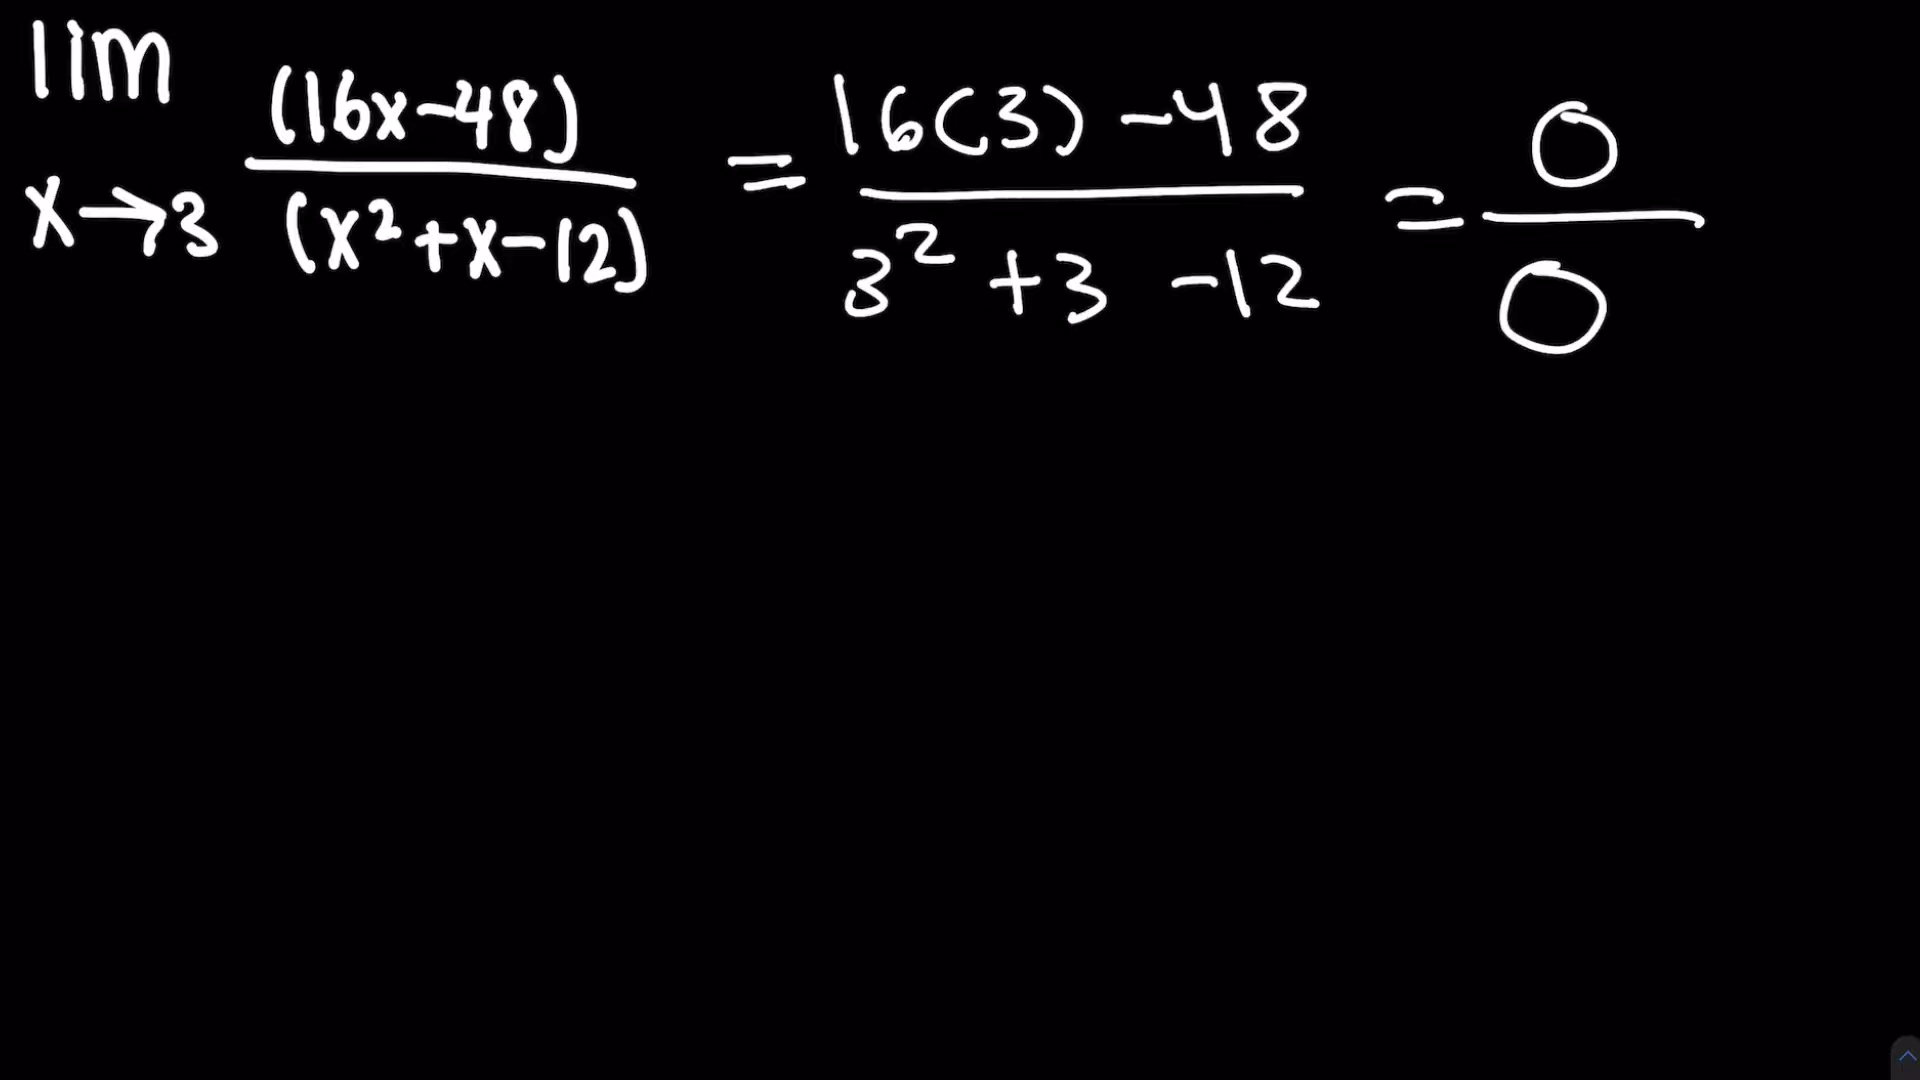 lim (16x-48) = 16(3) -48 = 0
x→3 (x²+x-12) 3² +3 -12 0